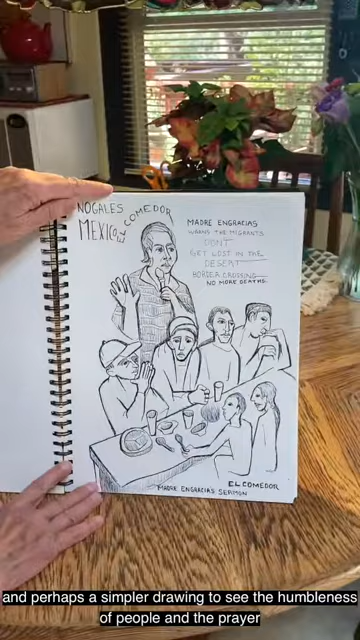 NOGALES
MEXICO
EL COMEDOR
MADRE ENGRACIAS
WARNS THE MIGRANTS
DON'T
GET LOST IN THE
DESERT
BORDER CROSSING
NO MORE DEATHS.
EL COMEDOR
MADRE ENGRACIA'S SERMON
and perhaps a simpler drawing to see the humbleness
of people and the prayer